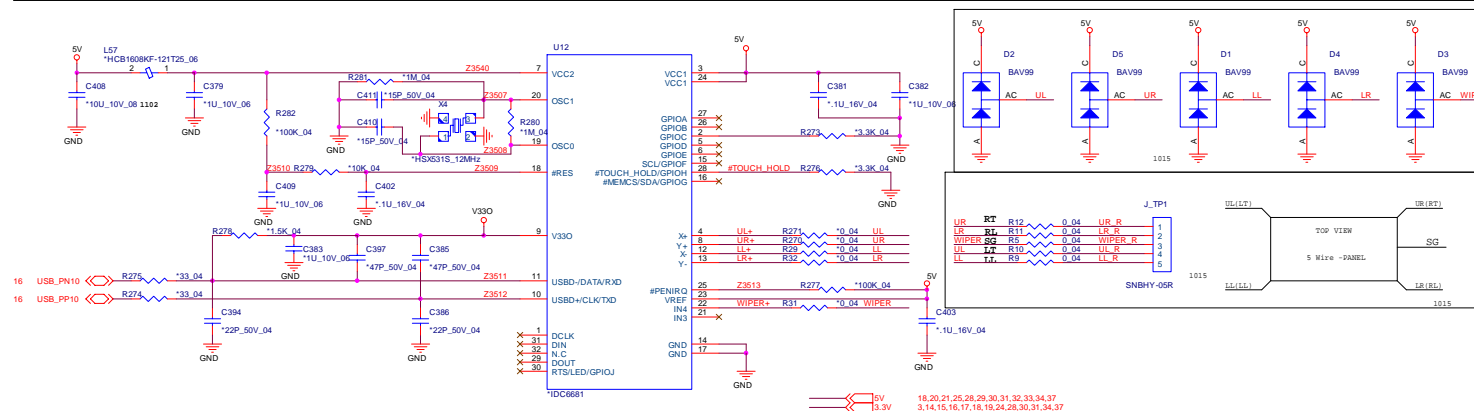 5V
L57
*HCB1608KF-121T25_06
2 1
C408
*10U_10V_08 1102
GND
C379
*1U_10V_06
GND
R282
*100K_04
Z3540
R281 *1M_04
C411 *15P_50V_04
C410
*15P_50V_04
GND
X4
4 3
1 2
*HSX531S_12MHz
Z3507
R280
*1M_04
Z3508
Z3510 R279 *10K_04 Z3509
C409
*1U_10V_06
GND
C402
*.1U_16V_04
GND
V33O
R278 *1.5K_04
C383
*1U_10V_06
GND
C397
*47P_50V_04
C385
*47P_50V_04
16 USB_PN10 R275 *33_04 Z3511
16 USB_PP10 R274 *33_04 Z3512
C394
*22P_50V_04
GND
C386
*22P_50V_04
GND
U12
7 VCC2
20 OSC1
19 OSC0
18 #RES
9 V33O
11 USBD-/DATA/RXD
10 USBD+/CLK/TXD
1 DCLK
31 DIN
32 N.C
29 DOUT
30 RTS/LED/GPIOJ
VCC1 3
VCC1 24
GPIOA 27
GPIOB 26
GPIOC 2
GPIOD 5
GPIOE 6
SCL/GPIOF 15
#TOUCH_HOLD/GPIOH 28
#MEMCS/SDA/GPIOG 16
X+ 4
Y+ 8
X- 12
Y- 13
#PENIRQ 25
VREF 23
IN4 22
IN3 21
GND 14
GND 17
*IDC6681
5V
C381
.1U_16V_04
GND
C382
*1U_10V_06
GND
R273 *3.3K_04
#TOUCH_HOLD R276 *3.3K_04
GND
UL+ R271 *0_04 UL
UR+ R270 *0_04 UR
LL+ R29 *0_04 LL
LR+ R32 *0_04 LR
Z3513 R277 *100K_04
5V
WIPER+ R31 *0_04 WIPER
C403
*.1U_16V_04
GND
GND
5V 18,20,21,25,28,29,30,31,32,33,34,37
3.3V 3,14,15,16,17,18,19,24,28,30,31,34,37
5V 5V 5V 5V 5V
D2 D5 D1 D4 D3
BAV99 BAV99 BAV99 BAV99 BAV99
C C C C C
AC UL AC UR AC LL AC LR AC
A A A A A
1015
J_TP1
UR RT R12 0_04 UR_R 1
LR RL R11 0_04 LR_R 2
WIPER SG R5 0_04 WIPER_R 3
UL LT R10 0_04 UL_R 4
LL LL R9 0_04 LL_R 5
SNBHY-05R
1015
UL(LT) UR(RT)
TOP VIEW
SG
5 Wire -PANEL
LL(LL) LR(RL)
1015